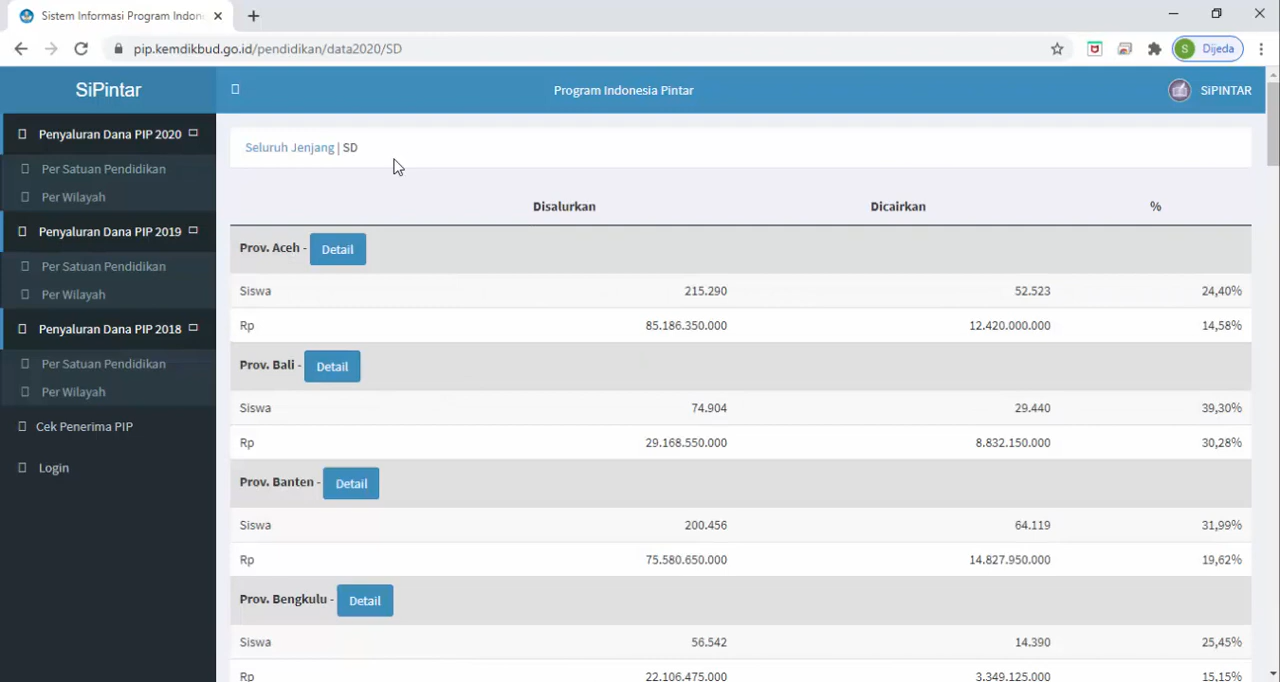 Sistem Informasi Program Indone
pip.kemdikbud.go.id/pendidikan/data2020/SD
S Dijeda
SiPintar
Program Indonesia Pintar
SiPINTAR
Penyaluran Dana PIP 2020
Per Satuan Pendidikan
Per Wilayah
Penyaluran Dana PIP 2019
Per Satuan Pendidikan
Per Wilayah
Penyaluran Dana PIP 2018
Per Satuan Pendidikan
Per Wilayah
Cek Penerima PIP
Login
Seluruh Jenjang | SD
Disalurkan Dicairkan %
Prov. Aceh - Detail
Siswa 215.290 52.523 24,40%
Rp 85.186.350.000 12.420.000.000 14,58%
Prov. Bali - Detail
Siswa 74.904 29.440 39,30%
Rp 29.168.550.000 8.832.150.000 30,28%
Prov. Banten - Detail
Siswa 200.456 64.119 31,99%
Rp 75.580.650.000 14.827.950.000 19,62%
Prov. Bengkulu - Detail
Siswa 56.542 14.390 25,45%
Rp 22.106.475.000 3.349.125.000 15,15%